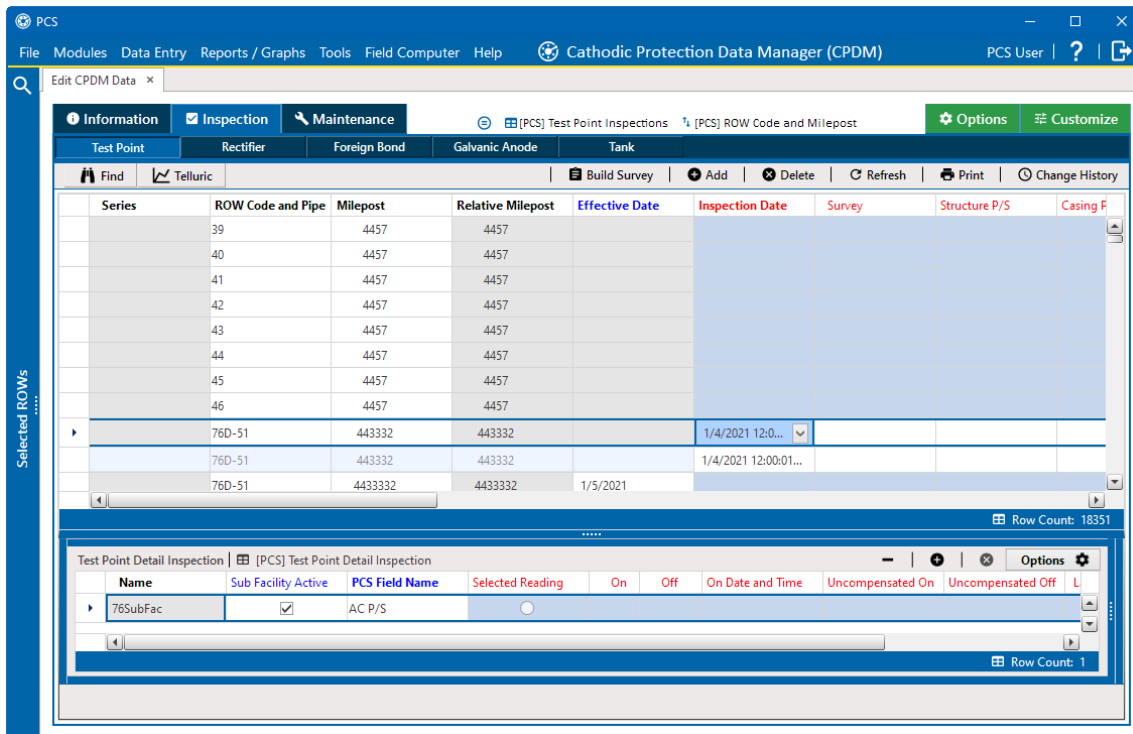 PCS
File Modules Data Entry Reports / Graphs Tools Field Computer Help Cathodic Protection Data Manager (CPDM) PCS User | ? |
Edit CPDM Data ×
Information Inspection Maintenance [PCS] Test Point Inspections [PCS] ROW Code and Milepost Options Customize
Test Point Rectifier Foreign Bond Galvanic Anode Tank
Find Telluric | Build Survey | Add | Delete | Refresh | Print | Change History
Series ROW Code and Pipe Milepost Relative Milepost Effective Date Inspection Date Survey Structure P/S Casing P
39 4457 4457
40 4457 4457
41 4457 4457
42 4457 4457
43 4457 4457
44 4457 4457
45 4457 4457
46 4457 4457
76D-51 443332 443332 1/4/2021 12:0...
76D-51 443332 443332 1/4/2021 12:00:01...
76D-51 4433332 4433332 1/5/2021
Row Count: 18351
Selected ROWs
Test Point Detail Inspection | [PCS] Test Point Detail Inspection Options
Name Sub Facility Active PCS Field Name Selected Reading On Off On Date and Time Uncompensated On Uncompensated Off L
76SubFac AC P/S
Row Count: 1